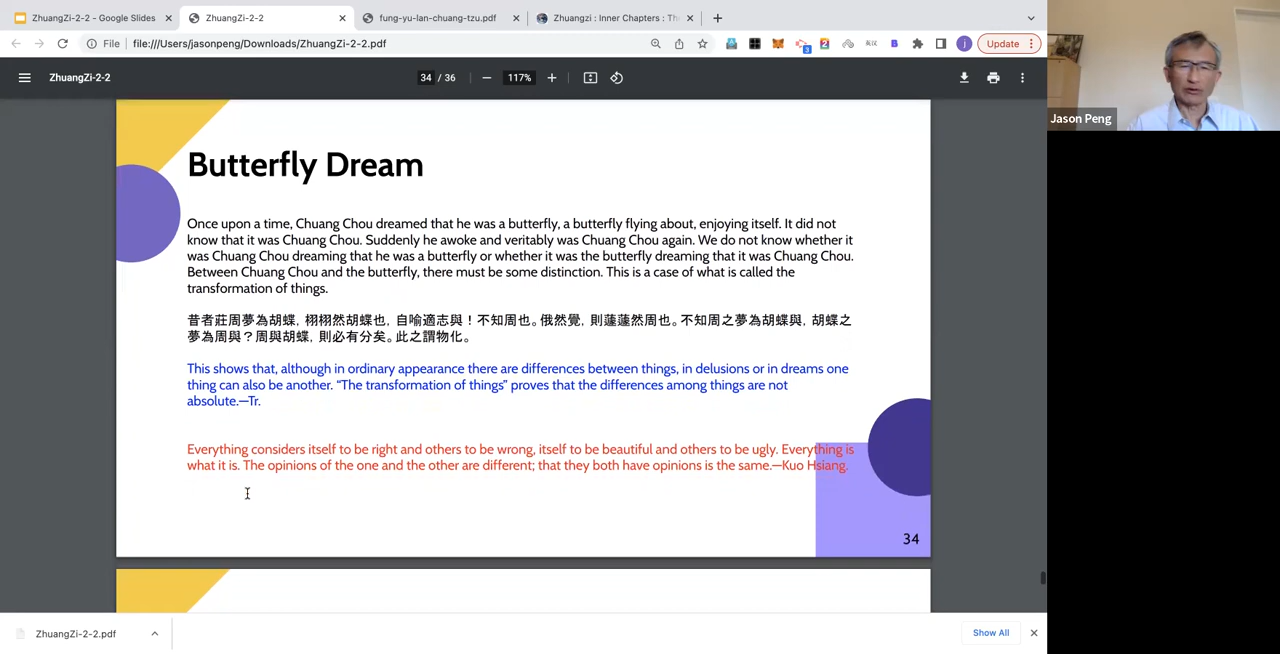 ZhuangZi-2-2 - Google Slides
ZhuangZi-2-2
fung-yu-lan-chuang-tzu.pdf
Zhuangzi : Inner Chapters : Th
File
file:///Users/jasonpeng/Downloads/ZhuangZi-2-2.pdf
Update
ZhuangZi-2-2
34 / 36
117%
Jason Peng
Butterfly Dream
Once upon a time, Chuang Chou dreamed that he was a butterfly, a butterfly flying about, enjoying itself. It did not
know that it was Chuang Chou. Suddenly he awoke and veritably was Chuang Chou again. We do not know whether it
was Chuang Chou dreaming that he was a butterfly or whether it was the butterfly dreaming that it was Chuang Chou.
Between Chuang Chou and the butterfly, there must be some distinction. This is a case of what is called the
transformation of things.
昔者莊周夢為胡蝶，栩栩然胡蝶也，自喻適志與！不知周也。俄然覺，則蘧蘧然周也。不知周之夢為胡蝶與，胡蝶之
夢為周與？周與胡蝶，則必有分矣。此之謂物化。
This shows that, although in ordinary appearance there are differences between things, in delusions or in dreams one
thing can also be another. “The transformation of things” proves that the differences among things are not
absolute.—Tr.
Everything considers itself to be right and others to be wrong, itself to be beautiful and others to be ugly. Everything is
what it is. The opinions of the one and the other are different; that they both have opinions is the same.—Kuo Hsiang.
34
ZhuangZi-2-2.pdf
Show All